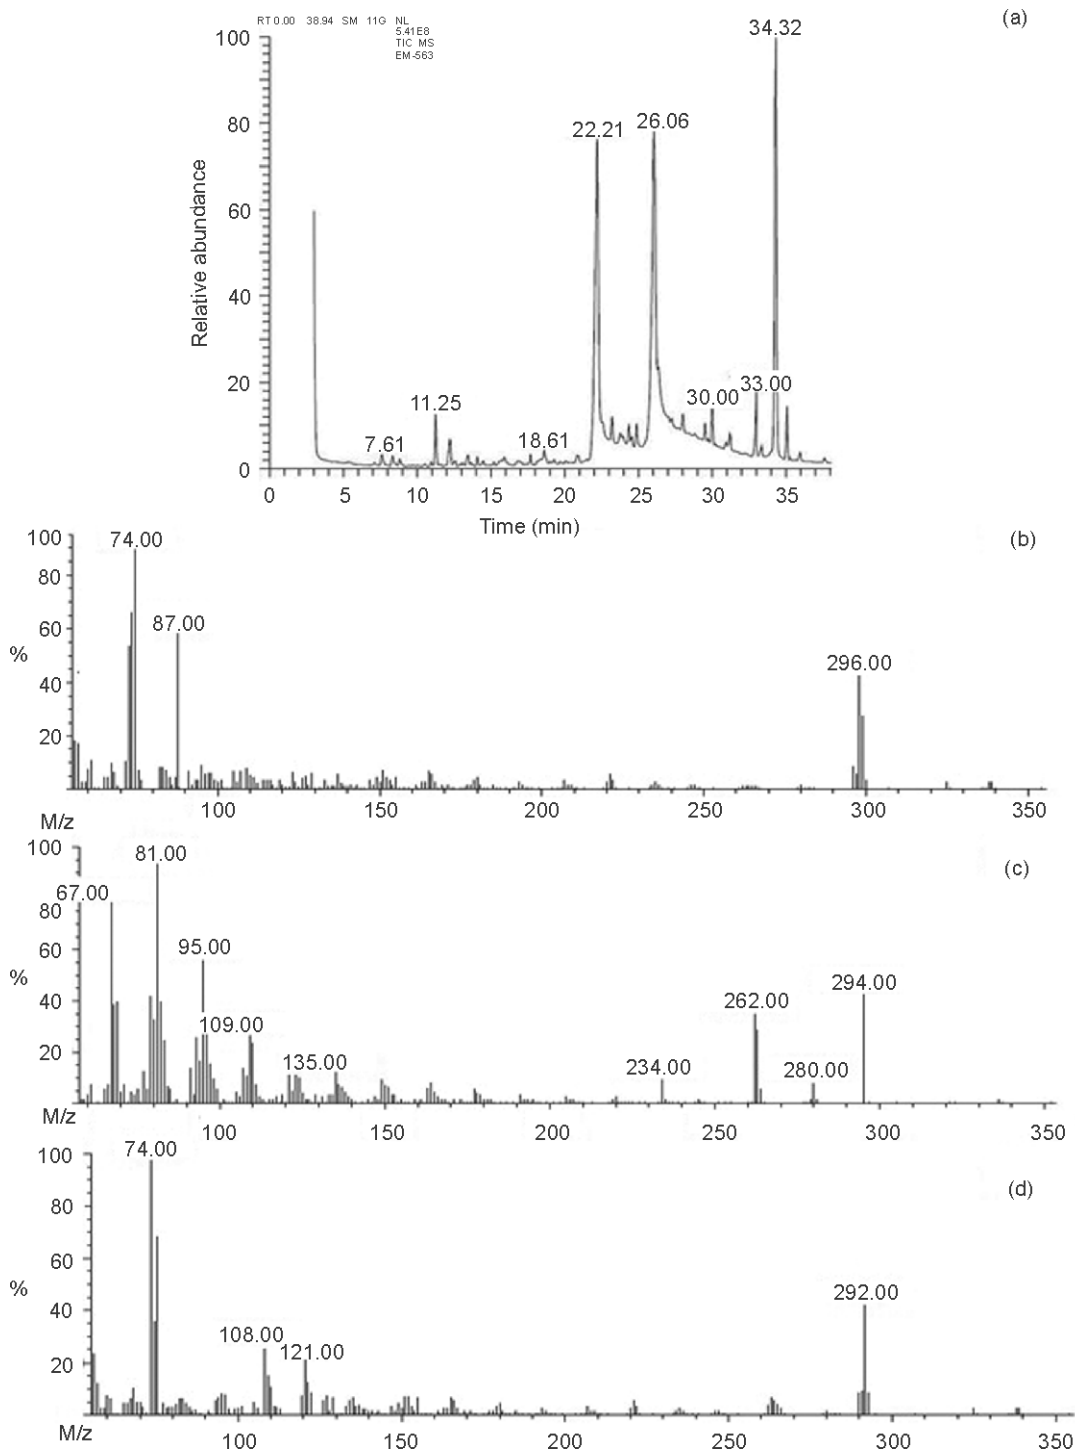 RT 0.00 38.94 SM 11G NL
5.41E8
TIC MS
EM-563
(a)
34.32
100
22.21
26.06
80
60
40
20
0
Relative abundance
7.61
11.25
18.61
30.00
33.00
0 5 10 15 20 25 30 35
Time (min)
(b)
100
80
60
40
20
%
74.00
87.00
296.00
M/z
100 150 200 250 300 350
(c)
100
80
60
40
20
%
67.00
81.00
95.00
109.00
135.00
234.00
262.00
280.00
294.00
M/z
100 150 200 250 300 350
(d)
100
80
60
40
20
0
%
74.00
108.00
121.00
292.00
M/z
100 150 200 250 300 350